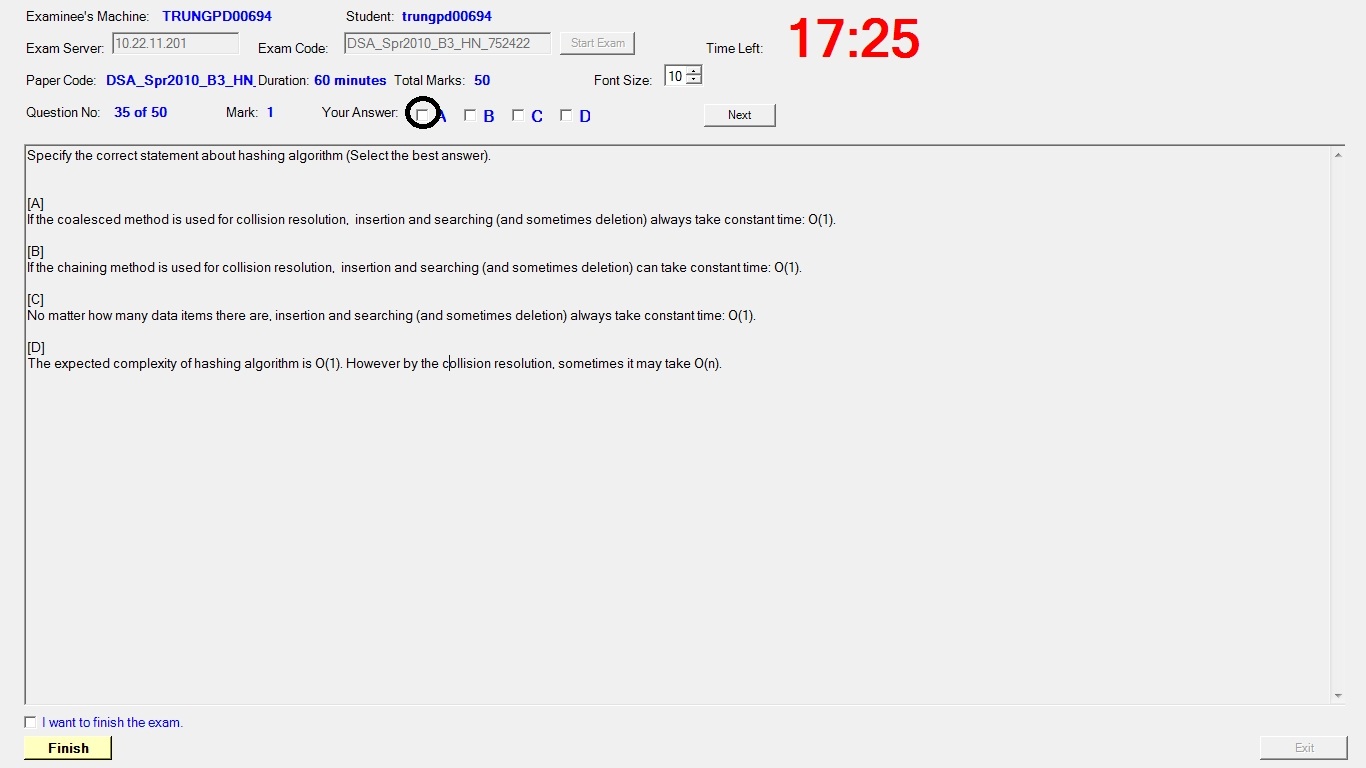 Examinee's Machine: TRUNGPD00694 Student: trungpd00694
Exam Server: 10.22.11.201 Exam Code: DSA_Spr2010_B3_HN_752422 Start Exam Time Left: 17:25
Paper Code: DSA_Spr2010_B3_HN_ Duration: 60 minutes Total Marks: 50 Font Size: 10
Question No: 35 of 50 Mark: 1 Your Answer: A B C D Next
Specify the correct statement about hashing algorithm (Select the best answer).
[A]
If the coalesced method is used for collision resolution,  insertion and searching (and sometimes deletion) always take constant time: O(1).
[B]
If the chaining method is used for collision resolution,  insertion and searching (and sometimes deletion) can take constant time: O(1).
[C]
No matter how many data items there are, insertion and searching (and sometimes deletion) always take constant time: O(1).
[D]
The expected complexity of hashing algorithm is O(1). However by the collision resolution, sometimes it may take O(n).
I want to finish the exam.
Finish Exit